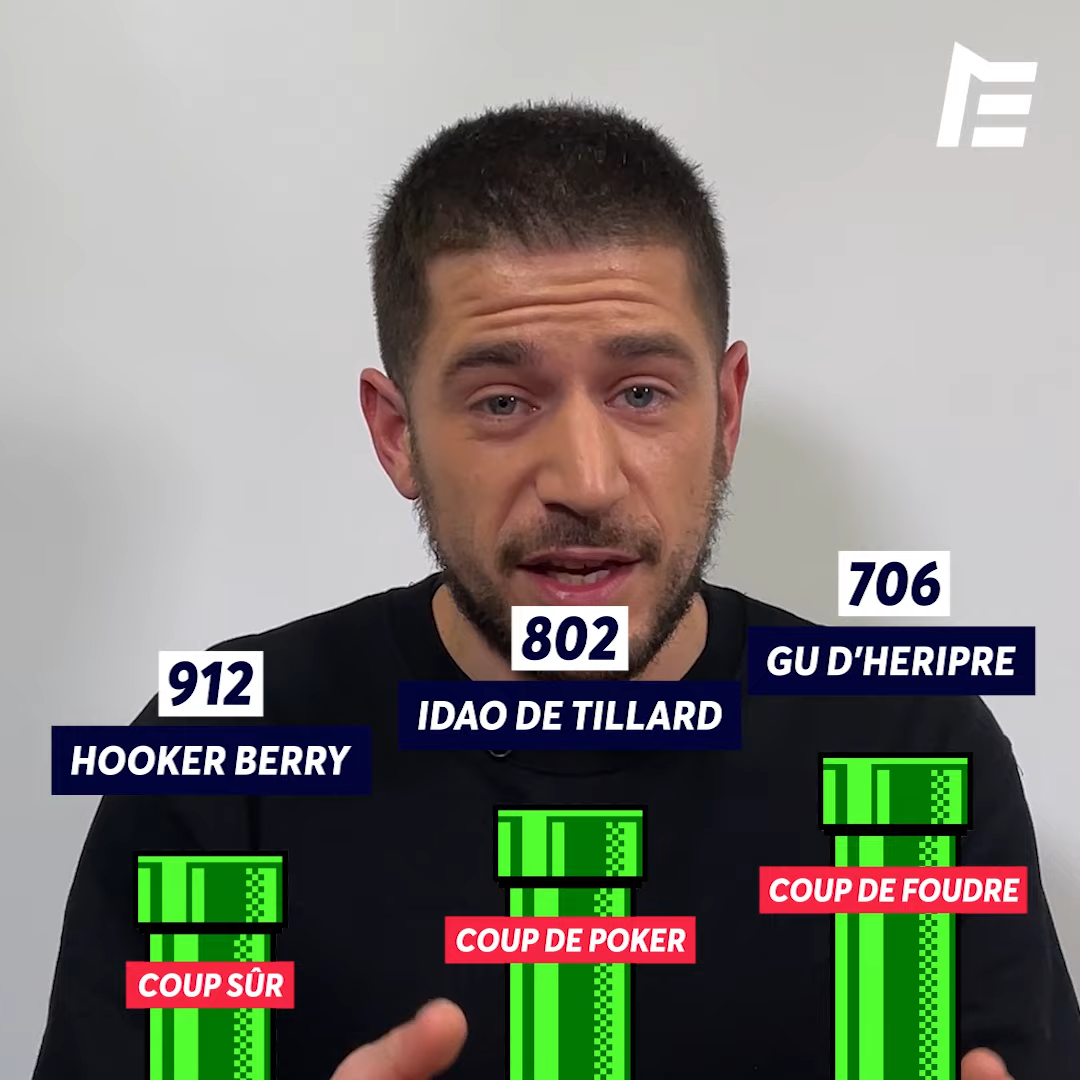 912
HOOKER BERRY
COUP SÛR
802
IDAO DE TILLARD
COUP DE POKER
706
GU D'HERIPRE
COUP DE FOUDRE